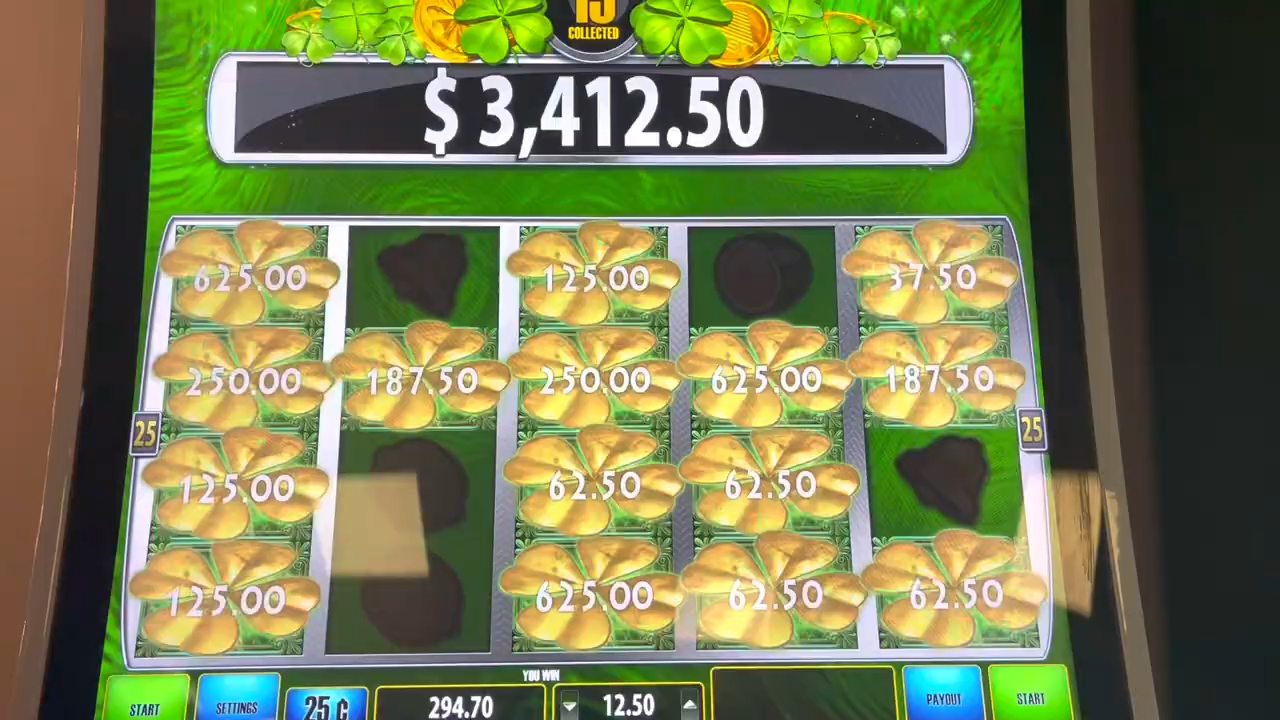 15
COLLECTED
$ 3,412.50
625.00 125.00 37.50
250.00 187.50 250.00 625.00 187.50
25 25
125.00 62.50 62.50
125.00 625.00 62.50 62.50
YOU WIN
START SETTINGS 25 ¢ 294.70 12.50 PAYOUT START